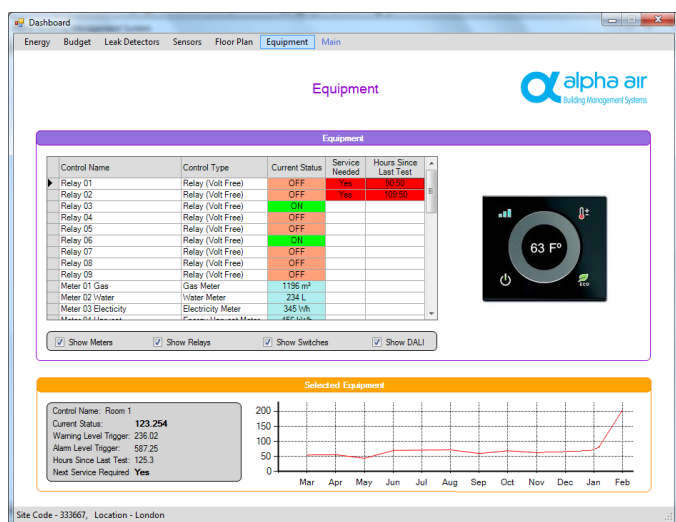 Dashboard
Energy Budget Leak Detectors Sensors Floor Plan Equipment Main
Equipment
alpha air
Building Management Systems
Equipment
Control Name Control Type Current Status Service Needed Hours Since Last Test
Relay 01 Relay (Volt Free) OFF Yes 90.50
Relay 02 Relay (Volt Free) OFF Yes 109.50
Relay 03 Relay (Volt Free) ON
Relay 04 Relay (Volt Free) OFF
Relay 05 Relay (Volt Free) OFF
Relay 06 Relay (Volt Free) ON
Relay 07 Relay (Volt Free) OFF
Relay 08 Relay (Volt Free) OFF
Relay 09 Relay (Volt Free) OFF
Meter 01 Gas Gas Meter 1196 m³
Meter 02 Water Water Meter 234 L
Meter 03 Electicity Electricity Meter 345 Wh
63 F°
ECO
Show Meters Show Relays Show Switches Show DALI
Selected Equipment
Control Name: Room 1
Current Status: 123.254
Warning Level Trigger: 236.02
Alarm Level Trigger: 587.25
Hours Since Last Test: 125.3
Next Service Required Yes
200
150
100
50
0
Mar Apr May Jun Jul Aug Sep Oct Nov Dec Jan Feb
Site Code - 333667, Location - London